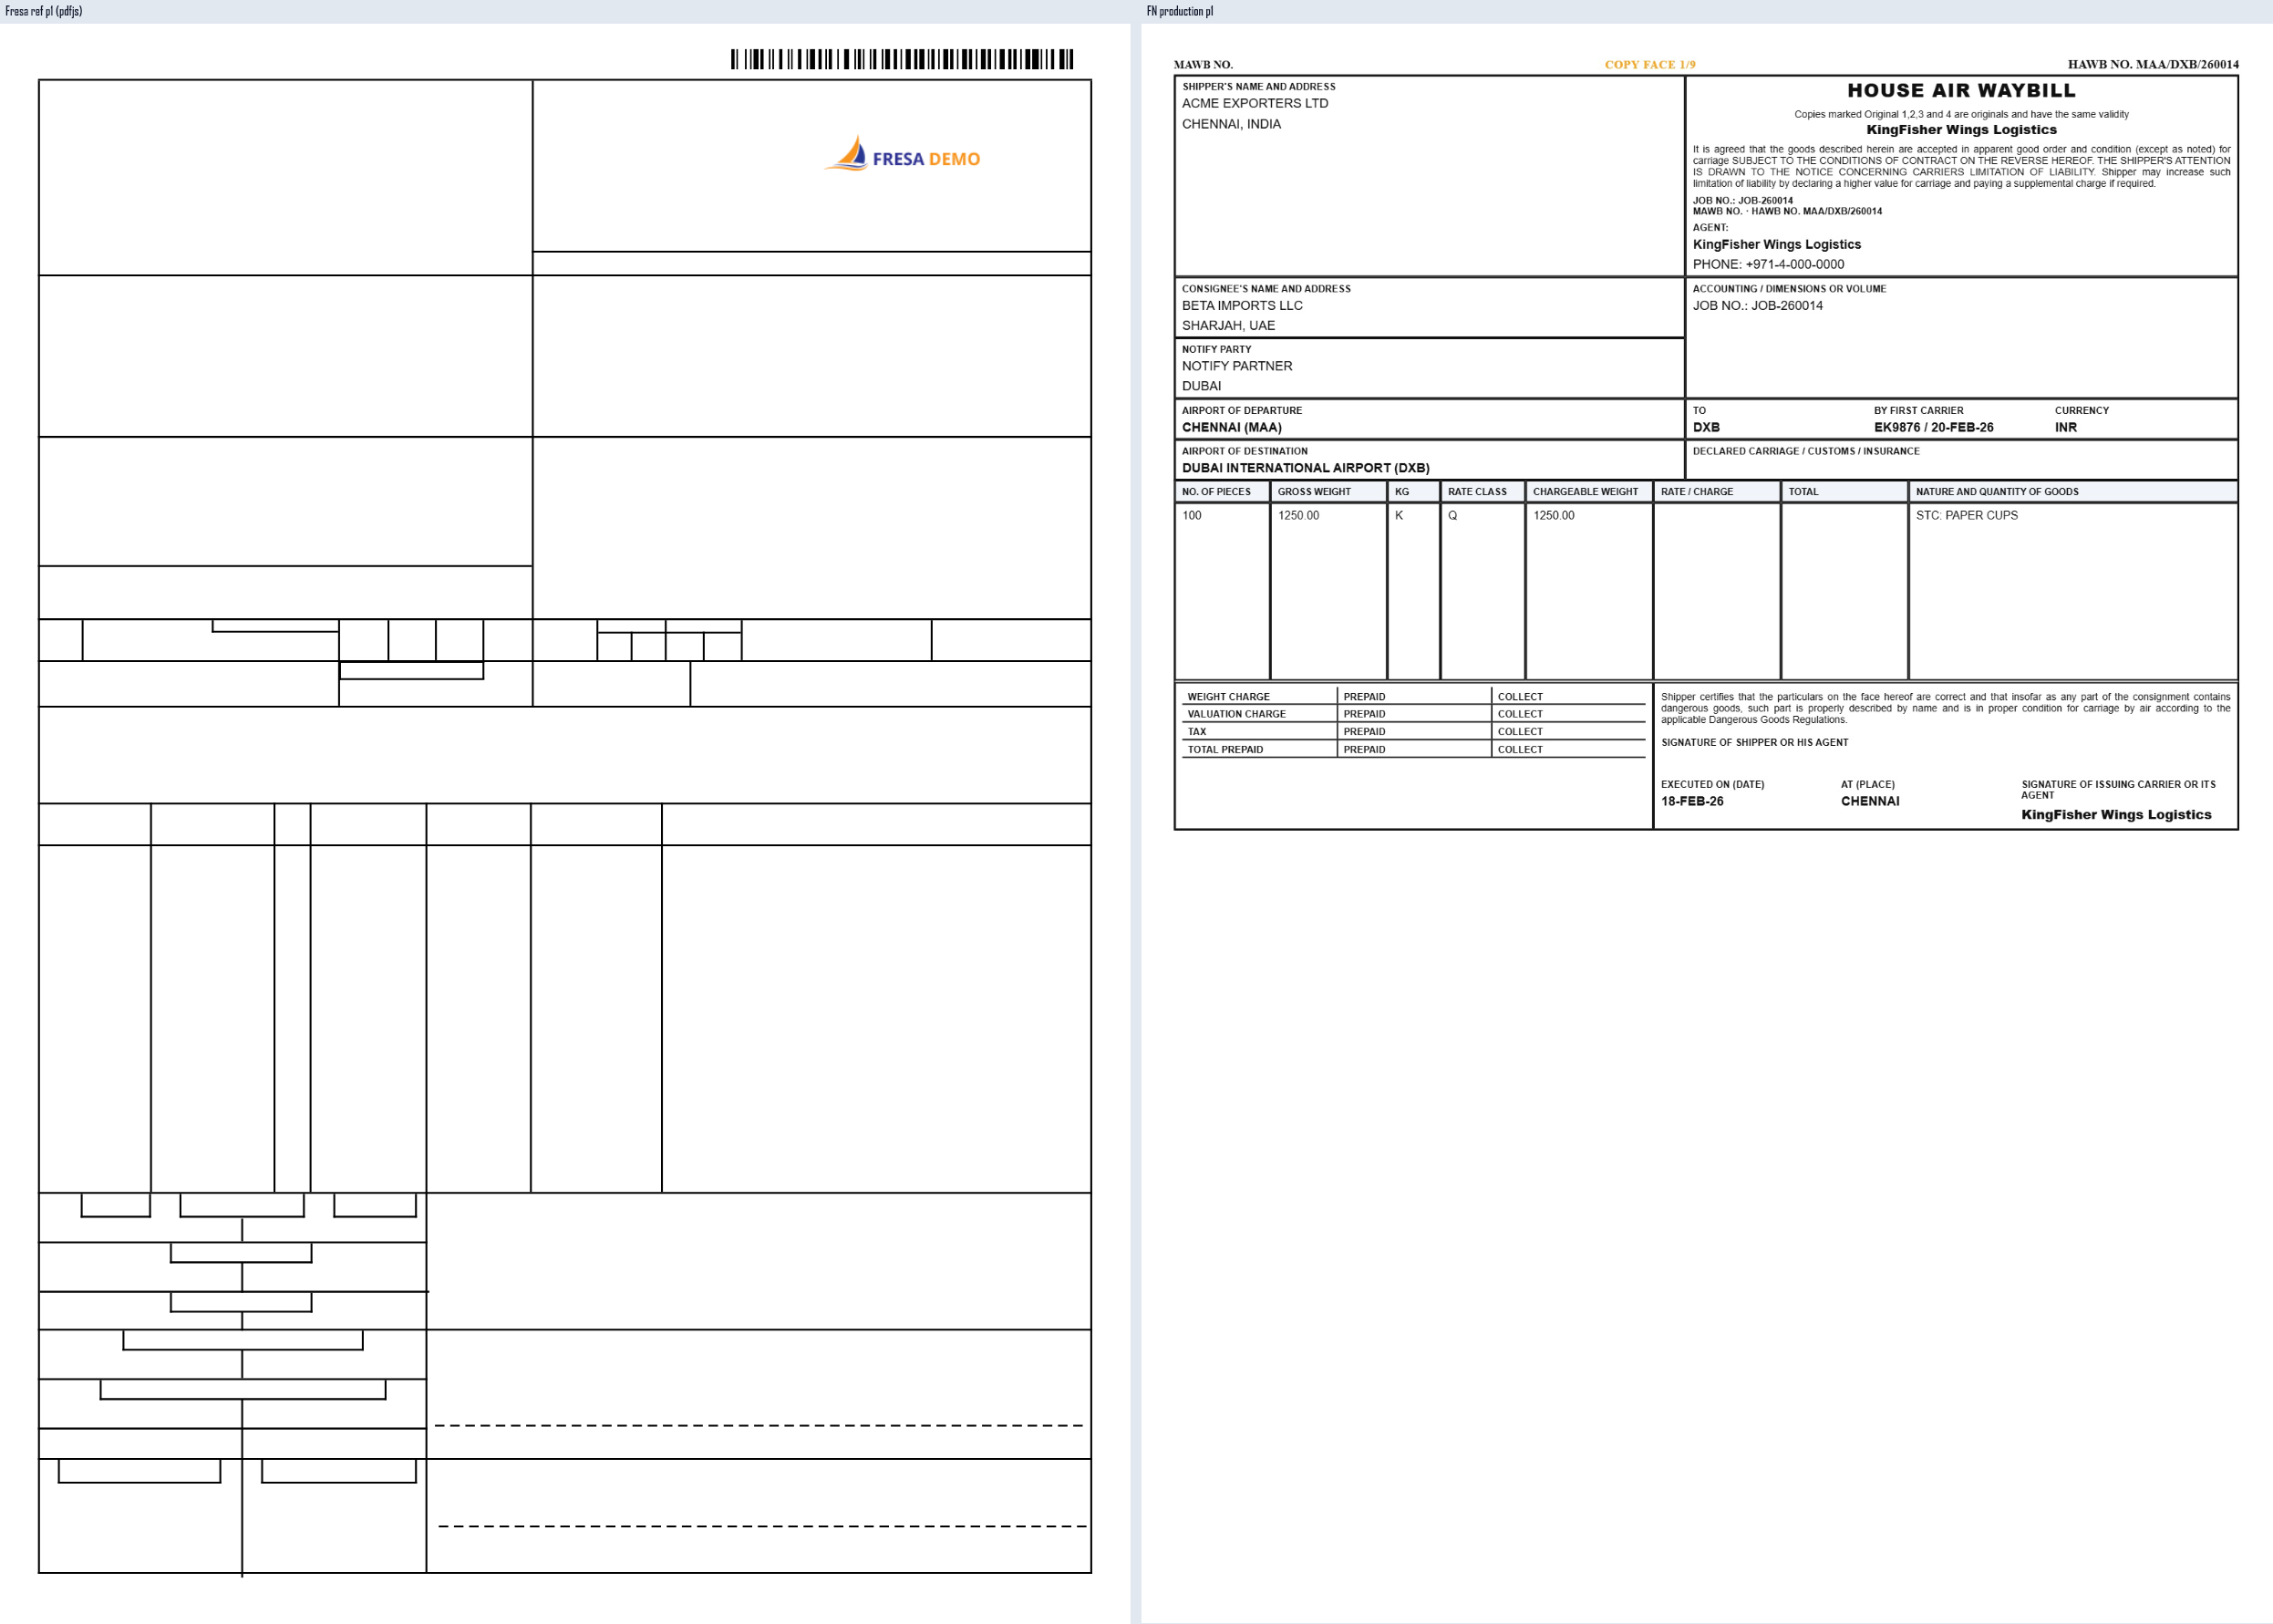 Fresa ref p1 (pdfjs)
FRESA DEMO
FN production p1
MAWB NO.
COPY FACE 1/9
HAWB NO. MAA/DXB/260014
SHIPPER'S NAME AND ADDRESS
ACME EXPORTERS LTD
CHENNAI, INDIA
HOUSE AIR WAYBILL
Copies marked Original 1,2,3 and 4 are originals and have the same validity
KingFisher Wings Logistics
It is agreed that the goods described herein are accepted in apparent good order and condition (except as noted) for
carriage SUBJECT TO THE CONDITIONS OF CONTRACT ON THE REVERSE HEREOF. THE SHIPPER'S ATTENTION
IS DRAWN TO THE NOTICE CONCERNING CARRIERS LIMITATION OF LIABILITY. Shipper may increase such
limitation of liability by declaring a higher value for carriage and paying a supplemental charge if required.
JOB NO.: JOB-260014
MAWB NO. · HAWB NO. MAA/DXB/260014
AGENT:
KingFisher Wings Logistics
PHONE: +971-4-000-0000
CONSIGNEE'S NAME AND ADDRESS
BETA IMPORTS LLC
SHARJAH, UAE
ACCOUNTING / DIMENSIONS OR VOLUME
JOB NO.: JOB-260014
NOTIFY PARTY
NOTIFY PARTNER
DUBAI
AIRPORT OF DEPARTURE
CHENNAI (MAA)
TO
DXB
BY FIRST CARRIER
EK9876 / 20-FEB-26
CURRENCY
INR
AIRPORT OF DESTINATION
DUBAI INTERNATIONAL AIRPORT (DXB)
DECLARED CARRIAGE / CUSTOMS / INSURANCE
NO. OF PIECES GROSS WEIGHT KG RATE CLASS CHARGEABLE WEIGHT RATE / CHARGE TOTAL NATURE AND QUANTITY OF GOODS
100 1250.00 K Q 1250.00 STC: PAPER CUPS
WEIGHT CHARGE PREPAID COLLECT
VALUATION CHARGE PREPAID COLLECT
TAX PREPAID COLLECT
TOTAL PREPAID PREPAID COLLECT
Shipper certifies that the particulars on the face hereof are correct and that insofar as any part of the consignment contains
dangerous goods, such part is properly described by name and is in proper condition for carriage by air according to the
applicable Dangerous Goods Regulations.
SIGNATURE OF SHIPPER OR HIS AGENT
EXECUTED ON (DATE)
18-FEB-26
AT (PLACE)
CHENNAI
SIGNATURE OF ISSUING CARRIER OR ITS
AGENT
KingFisher Wings Logistics